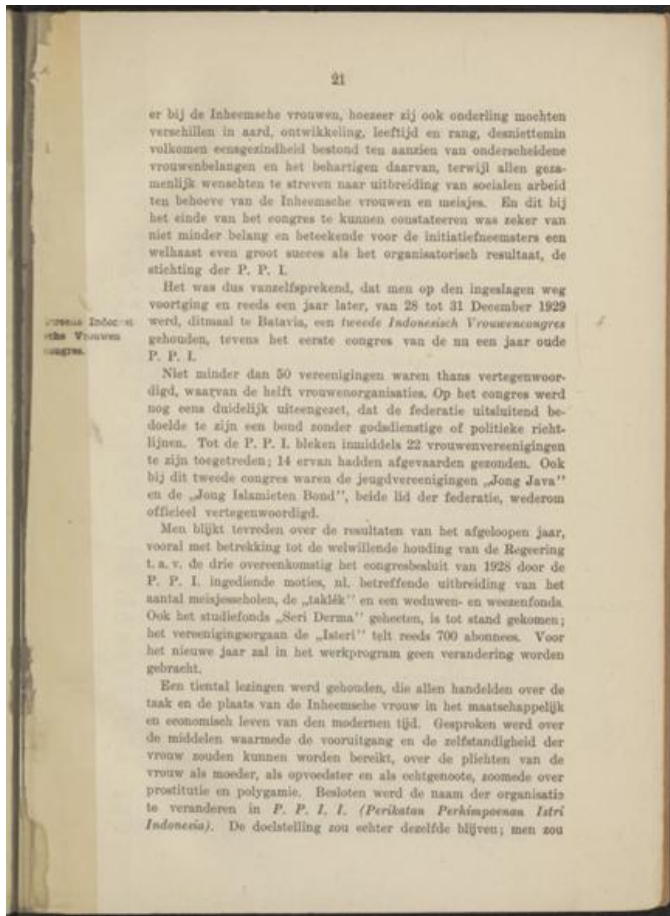 21
er bij de Inheemsche vrouwen, hoezeer zij ook onderling mochten
verschillen in aard, ontwikkeling, leeftijd en rang, desniettemin
volkomen eensgezindheid bestond ten aanzien van onderscheidene
vrouwenbelangen en het behartigen daarvan, terwijl allen geza-
menlijk wenschten te streven naar uitbreiding van socialen arbeid
ten behoeve van de Inheemsche vrouwen en meisjes. En dit bij
het einde van het congres te kunnen constateeren was zeker van
niet minder belang en beteekende voor de initiatiefneemsters een
welhaast even groot succes als het organisatorisch resultaat, de
stichting der P. P. I.
Het was dus vanzelfsprekend, dat men op den ingeslagen weg
voortging en reeds een jaar later, van 28 tot 31 December 1929
werd, ditmaal te Batavia, een tweede Indonesisch Vrouwencongres
gehouden, tevens het eerste congres van de nu een jaar oude
P. P. I.
Vrouwen
Niet minder dan 50 vereenigingen waren thans vertegenwoor-
digd, waarvan de helft vrouwenorganisaties. Op het congres werd
nog eens duidelijk uiteengezet, dat de federatie uitsluitend be-
doelde te zijn een bond zonder godsdienstige of politieke richt-
lijnen. Tot de P. P. I. bleken inmiddels 22 vrouwenvereenigingen
te zijn toegetreden; 14 ervan hadden afgevaarden gezonden. Ook
bij dit tweede congres waren de jeugdvereenigingen „Jong Java"
en de „Jong Islamieten Bond", beide lid der federatie, wederom
officieel vertegenwoordigd.
Men blijkt tevreden over de resultaten van het afgeloopen jaar,
vooral met betrekking tot de welwillende houding van de Regeering
t. a. v. de drie overeenkomstig het congresbesluit van 1928 door de
P. P. I. ingediende moties, nl. betreffende uitbreiding van het
aantal meisjesscholen, de „taklék" en een weduwen- en weezenfonds.
Ook het studiefonds „Seri Derma" geheeten, is tot stand gekomen;
het vereenigingsorgaan de „Isteri" telt reeds 700 abonnees. Voor
het nieuwe jaar zal in het werkprogram geen verandering worden
gebracht.
Een tiental lezingen werd gehouden, die allen handelden over de
taak en de plaats van de Inheemsche vrouw in het maatschappelijk
en economisch leven van den modernen tijd. Gesproken werd over
de middelen waarmede de vooruitgang en de zelfstandigheid der
vrouw zouden kunnen worden bereikt, over de plichten van de
vrouw als moeder, als opvoedster en als echtgenoote, zoomede over
prostitutie en polygamie. Besloten werd de naam der organisatie
te veranderen in P. P. I. I. (Perikatan Perhimpoenan Istri
Indonesia). De doelstelling zou echter dezelfde blijven; men zou